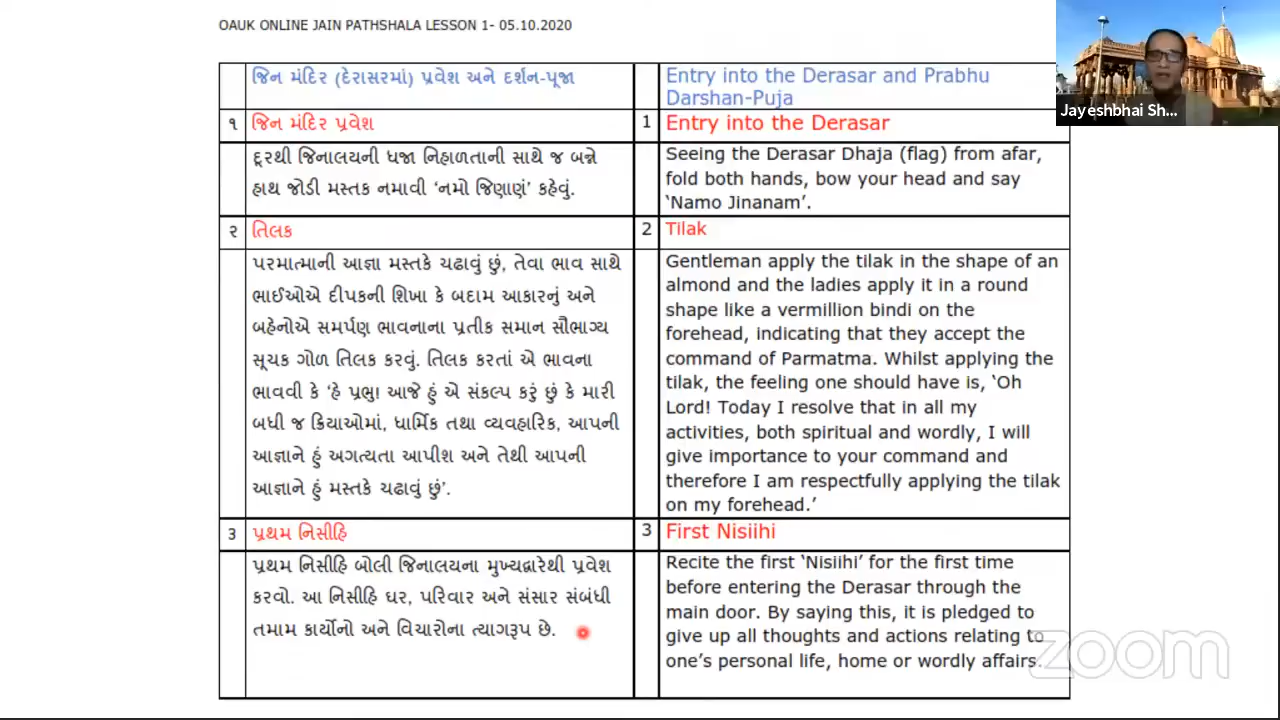 OAUK ONLINE JAIN PATHSHALA LESSON 1- 05.10.2020
જિન મંદિર (દેરાસરમાં) પ્રવેશ અને દર્શન-પૂજા
Entry into the Derasar and Prabhu
Darshan-Puja
૧ જિન મંદિર પ્રવેશ
1 Entry into the Derasar
દૂરથી જિનાલયની ધજા નિહાળતાની સાથે જ બન્ને
હાથ જોડી મસ્તક નમાવી ‘નમો જિણાણં’ કહેવું.
Seeing the Derasar Dhaja (flag) from afar,
fold both hands, bow your head and say
‘Namo Jinanam’.
૨ તિલક
2 Tilak
પરમાત્માની આજ્ઞા મસ્તકે ચઢાવું છું, તેવા ભાવ સાથે
ભાઈઓએ દીપકની શિખા કે બદામ આકારનું અને
બહેનોએ સમર્પણ ભાવનાના પ્રતીક સમાન સૌભાગ્ય
સૂચક ગોળ તિલક કરવું. તિલક કરતાં એ ભાવના
ભાવવી કે ‘હે પ્રભુ! આજે હું એ સંકલ્પ કરું છું કે મારી
બધી જ ક્રિયાઓમાં, ધાર્મિક તથા વ્યવહારિક, આપની
આજ્ઞાને હું અગત્યતા આપીશ અને તેથી આપની
આજ્ઞાને હું મસ્તકે ચઢાવું છું’.
Gentleman apply the tilak in the shape of an
almond and the ladies apply it in a round
shape like a vermillion bindi on the
forehead, indicating that they accept the
command of Parmatma. Whilst applying the
tilak, the feeling one should have is, ‘Oh
Lord! Today I resolve that in all my
activities, both spiritual and wordly, I will
give importance to your command and
therefore I am respectfully applying the tilak
on my forehead.’
૩ પ્રથમ નિસીહિ
3 First Nisiihi
પ્રથમ નિસીહિ બોલી જિનાલયના મુખ્યદ્વારેથી પ્રવેશ
કરવો. આ નિસીહિ ઘર, પરિવાર અને સંસાર સંબંધી
તમામ કાર્યોનો અને વિચારોના ત્યાગરૂપ છે.
Recite the first ‘Nisiihi’ for the first time
before entering the Derasar through the
main door. By saying this, it is pledged to
give up all thoughts and actions relating to
one’s personal life, home or wordly affairs.
Jayeshbhai Sh...
zoom